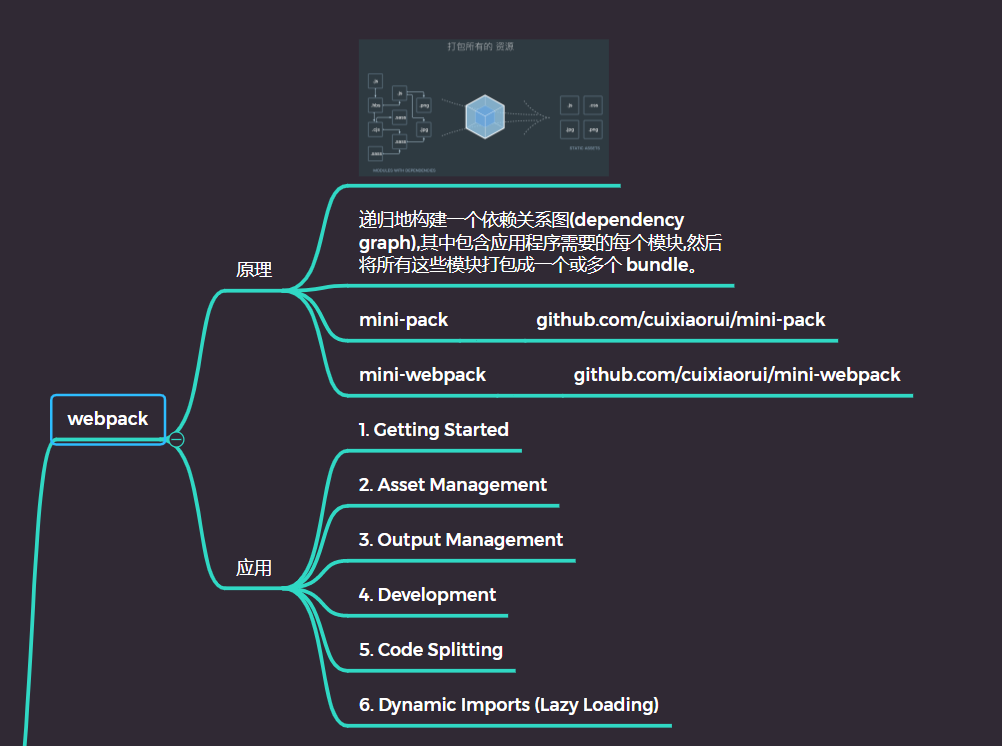 打包所有的 资源
.js
.js
.hbs
.png
.sass
.cjs
.jpg
.sass
.sass
.js
.css
.jpg
.png
STATIC ASSETS
MODULES WITH DEPENDENCIES
递归地构建一个依赖关系图(dependency
graph),其中包含应用程序需要的每个模块,然后
将所有这些模块打包成一个或多个 bundle。
原理
mini-pack
github.com/cuixiaorui/mini-pack
mini-webpack
github.com/cuixiaorui/mini-webpack
webpack
1. Getting Started
2. Asset Management
3. Output Management
应用
4. Development
5. Code Splitting
6. Dynamic Imports (Lazy Loading)